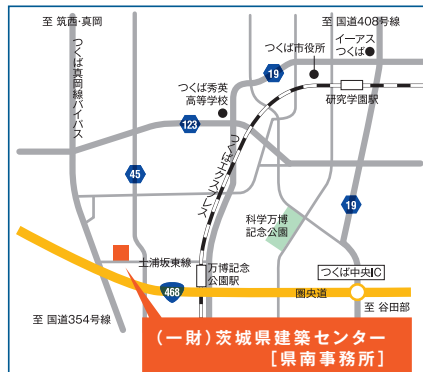 至 筑西・真岡
至 国道408号線
つくば真岡線バイパス
イーアス
つくば
つくば市役所
19
研究学園駅
つくば秀英
高等学校
123
つくばエクスプレス
45
19
科学万博
記念公園
土浦坂東線
万博記念
公園駅
つくば中央IC
468
圏央道
至 谷田部
至 国道354号線
(一財)茨城県建築センター
[県南事務所]